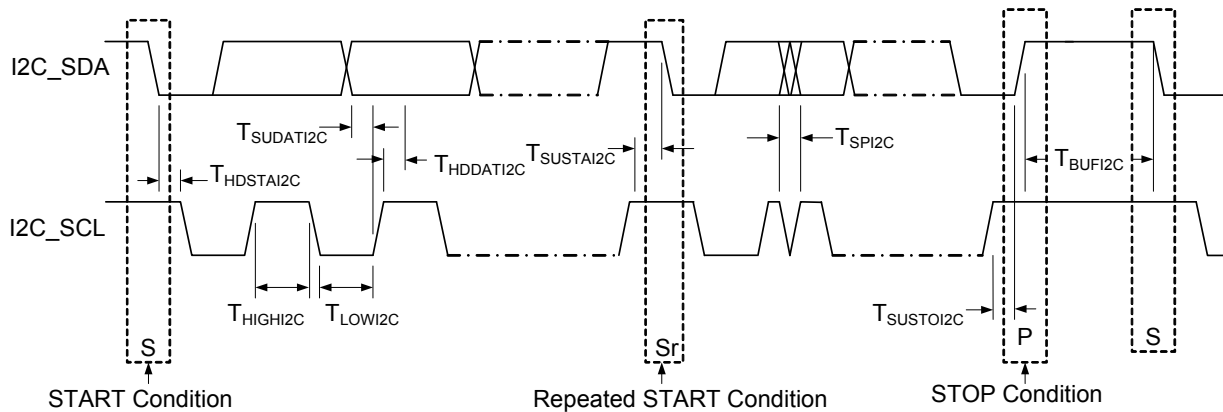 I2C_SDA
TSUDATI2C
THDDATI2C
TSUSTAI2C
TSPI2C
TBUFI2C
THDSTAI2C
I2C_SCL
THIGHI2C
TLOWI2C
TSUSTOI2C
S
Sr
P
S
START Condition
Repeated START Condition
STOP Condition